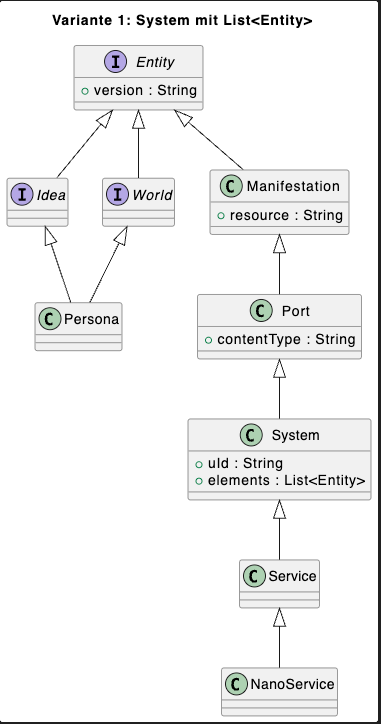 Variante 1: System mit List<Entity>
I Entity
version : String
I Idea
I World
C Manifestation
resource : String
C Persona
C Port
contentType : String
C System
uId : String
elements : List<Entity>
C Service
C NanoService